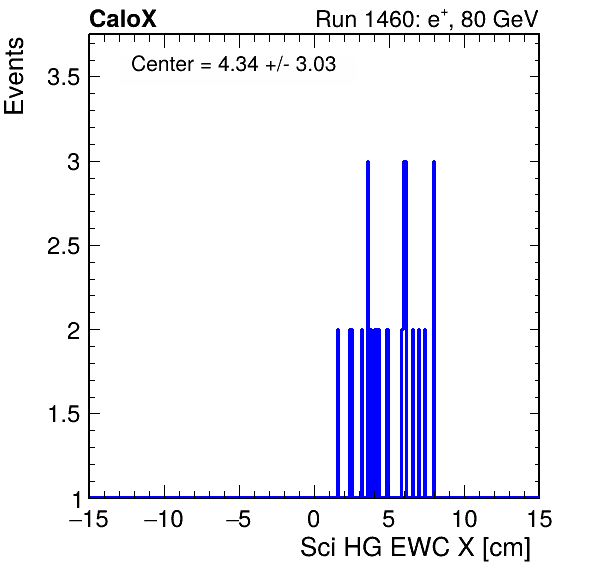 CaloX Run 1460: e⁺, 80 GeV
Center = 4.34 +/- 3.03
Events
3.5
3
2.5
2
1.5
1
−15 −10 −5 0 5 10 15
Sci HG EWC X [cm]